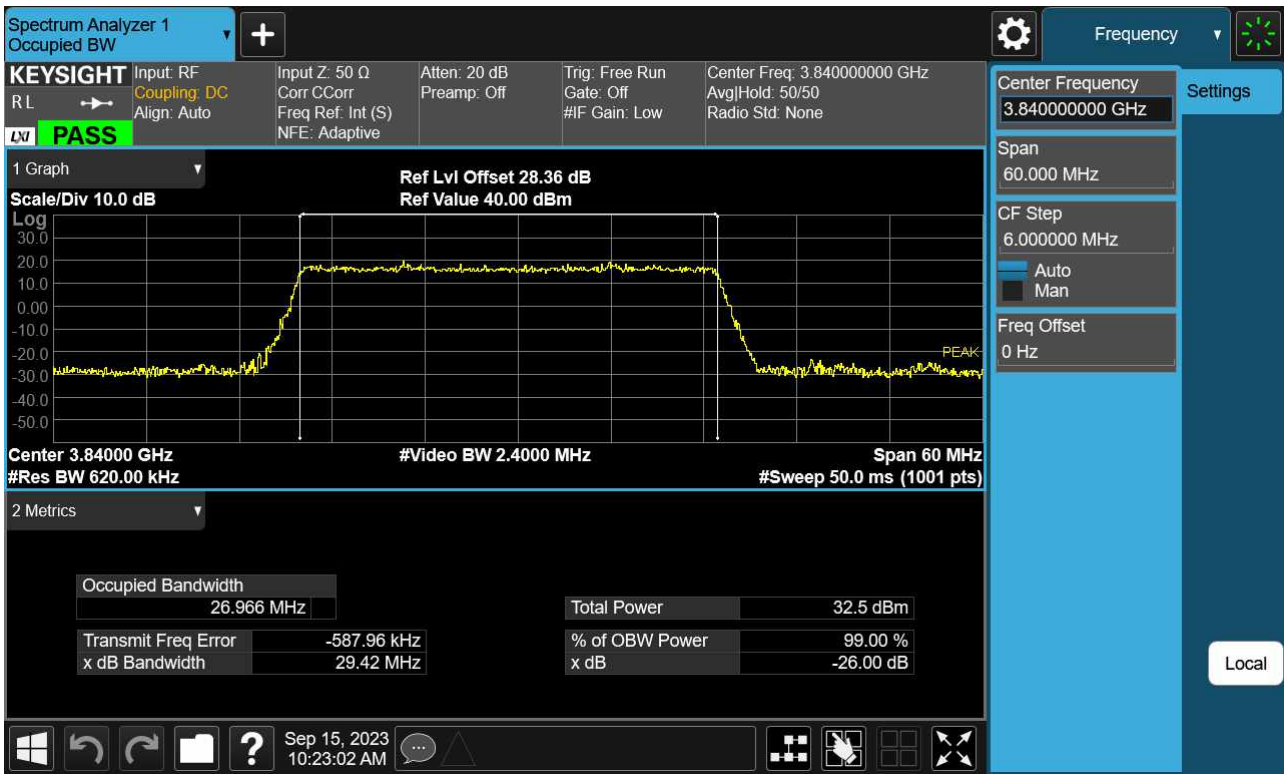 Spectrum Analyzer 1
Occupied BW
Frequency
KEYSIGHT
R L
LXI
PASS
Input: RF
Coupling: DC
Align: Auto
Input Z: 50 Ω
Corr CCorr
Freq Ref: Int (S)
NFE: Adaptive
Atten: 20 dB
Preamp: Off
Trig: Free Run
Gate: Off
#IF Gain: Low
Center Freq: 3.840000000 GHz
Avg|Hold: 50/50
Radio Std: None
1 Graph
Scale/Div 10.0 dB
Ref Lvl Offset 28.36 dB
Ref Value 40.00 dBm
Log
30.0
20.0
10.0
0.00
-10.0
-20.0
-30.0
-40.0
-50.0
PEAK
Center 3.84000 GHz
#Res BW 620.00 kHz
#Video BW 2.4000 MHz
Span 60 MHz
#Sweep 50.0 ms (1001 pts)
2 Metrics
Occupied Bandwidth
26.966 MHz
Transmit Freq Error -587.96 kHz
x dB Bandwidth 29.42 MHz
Total Power 32.5 dBm
% of OBW Power 99.00 %
x dB -26.00 dB
Center Frequency
3.840000000 GHz
Span
60.000 MHz
CF Step
6.000000 MHz
Auto
Man
Freq Offset
0 Hz
Settings
Local
?
Sep 15, 2023
10:23:02 AM